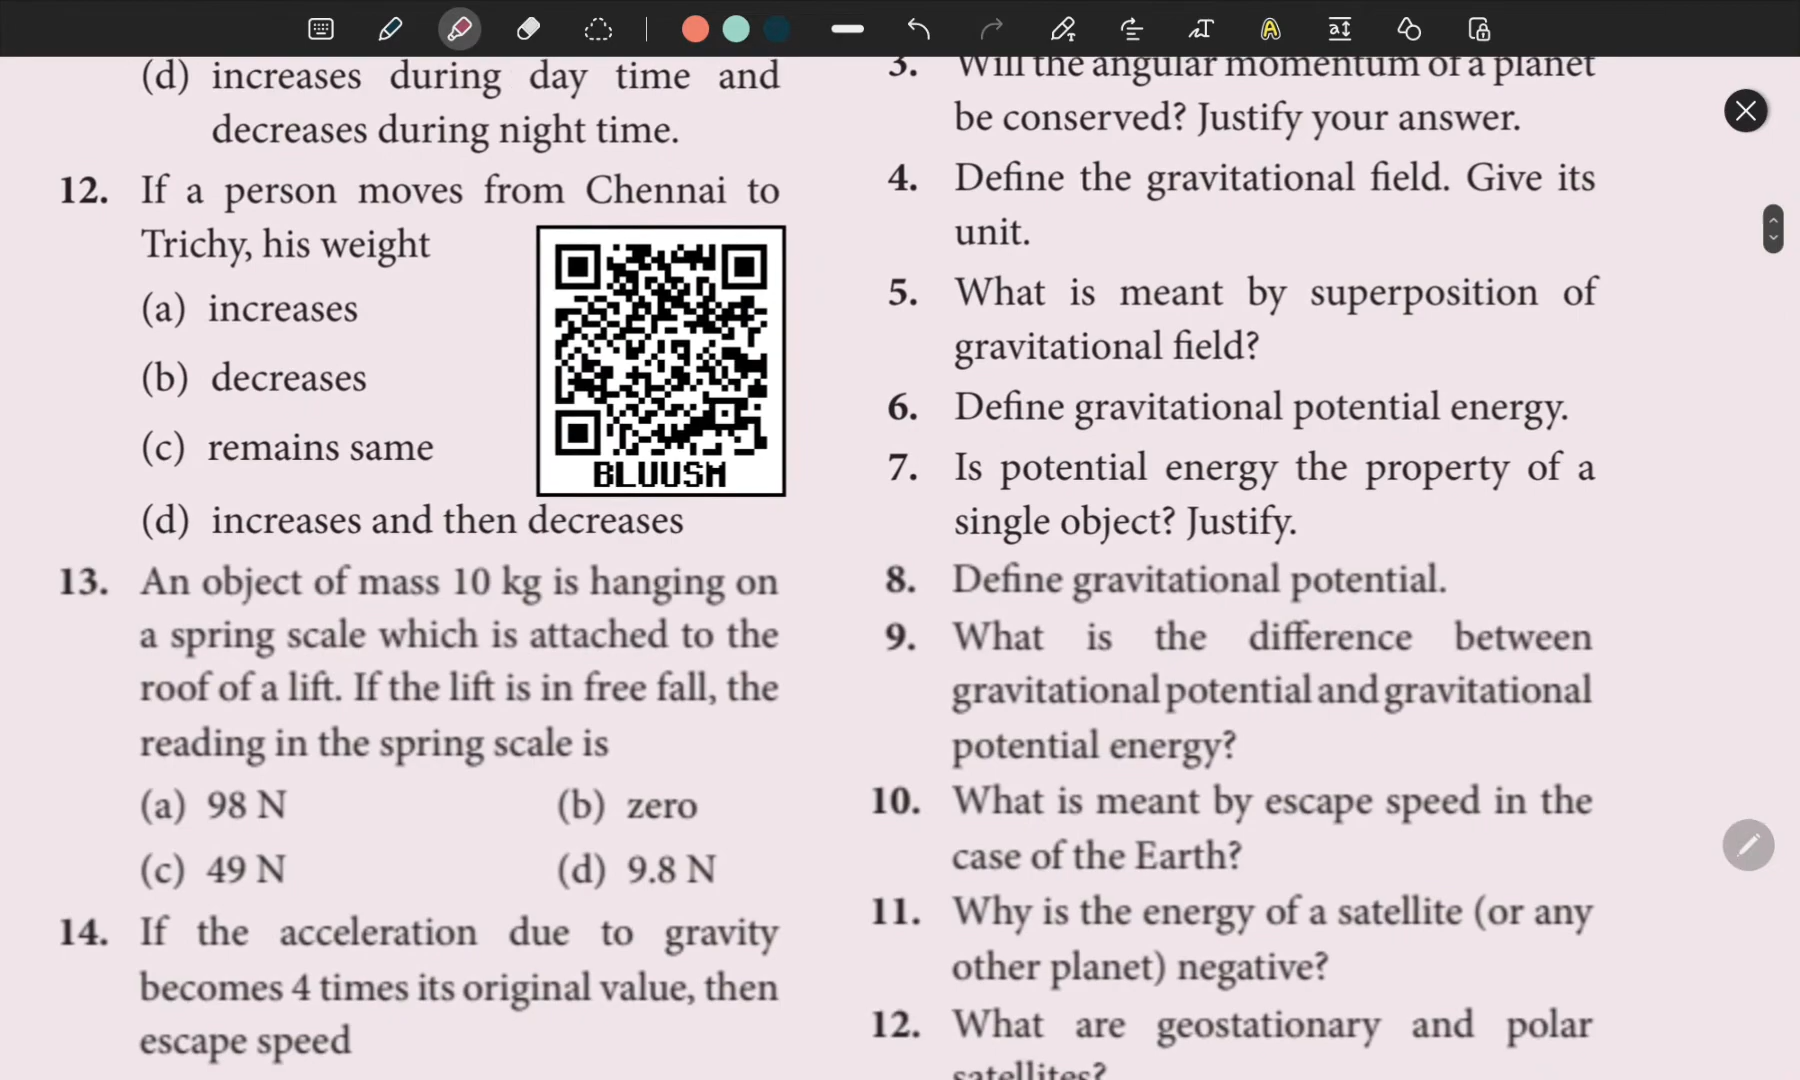 (d) increases during day time and
decreases during night time.
12. If a person moves from Chennai to
Trichy, his weight
(a) increases
(b) decreases
(c) remains same
(d) increases and then decreases
BLUUSM
13. An object of mass 10 kg is hanging on
a spring scale which is attached to the
roof of a lift. If the lift is in free fall, the
reading in the spring scale is
(a) 98 N (b) zero
(c) 49 N (d) 9.8 N
14. If the acceleration due to gravity
becomes 4 times its original value, then
escape speed
3. Will the angular momentum of a planet
be conserved? Justify your answer.
4. Define the gravitational field. Give its
unit.
5. What is meant by superposition of
gravitational field?
6. Define gravitational potential energy.
7. Is potential energy the property of a
single object? Justify.
8. Define gravitational potential.
9. What is the difference between
gravitational potential and gravitational
potential energy?
10. What is meant by escape speed in the
case of the Earth?
11. Why is the energy of a satellite (or any
other planet) negative?
12. What are geostationary and polar
satellites?